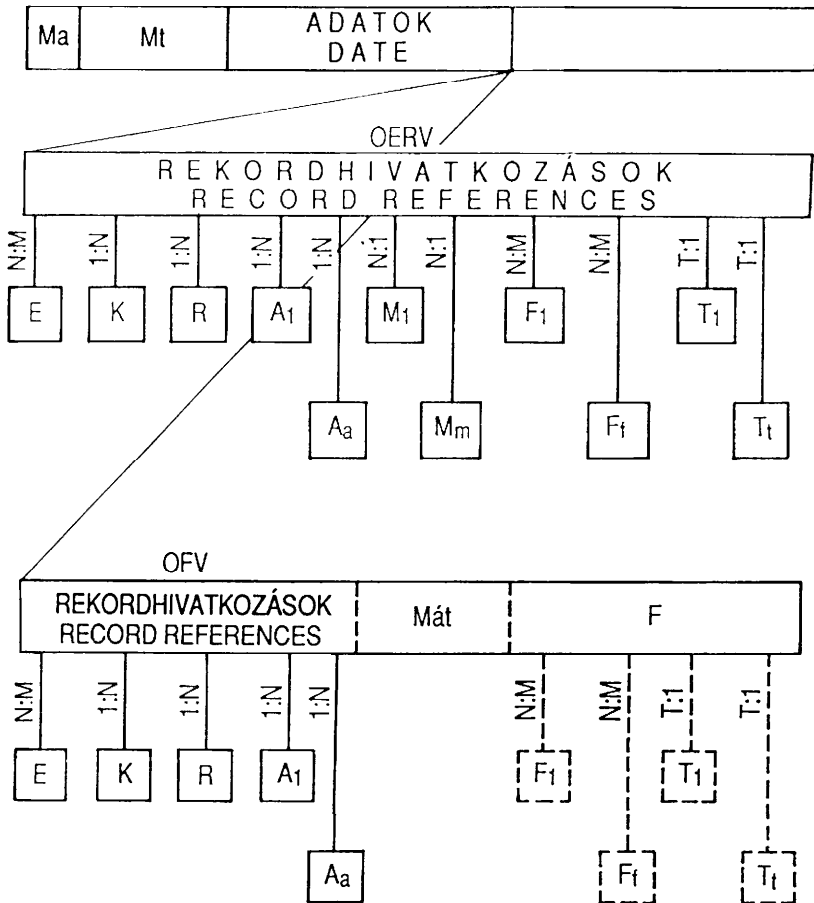 Ma Mt ADATOK
DATE
OERV
REKORDHIVATKOZÁSOK
RECORD REFERENCES
N:M 1:N 1:N 1:N 1:N N:1 N:1 N:M N:M T:1 T:1
E K R A1 M1 F1 T1
Aa Mm Ff Tt
OFV
REKORDHIVATKOZÁSOK Mát F
RECORD REFERENCES
N:M 1:N 1:N 1:N 1:N N:M N:M T:1 T:1
E K R A1 F1 T1
Aa Ff Tt